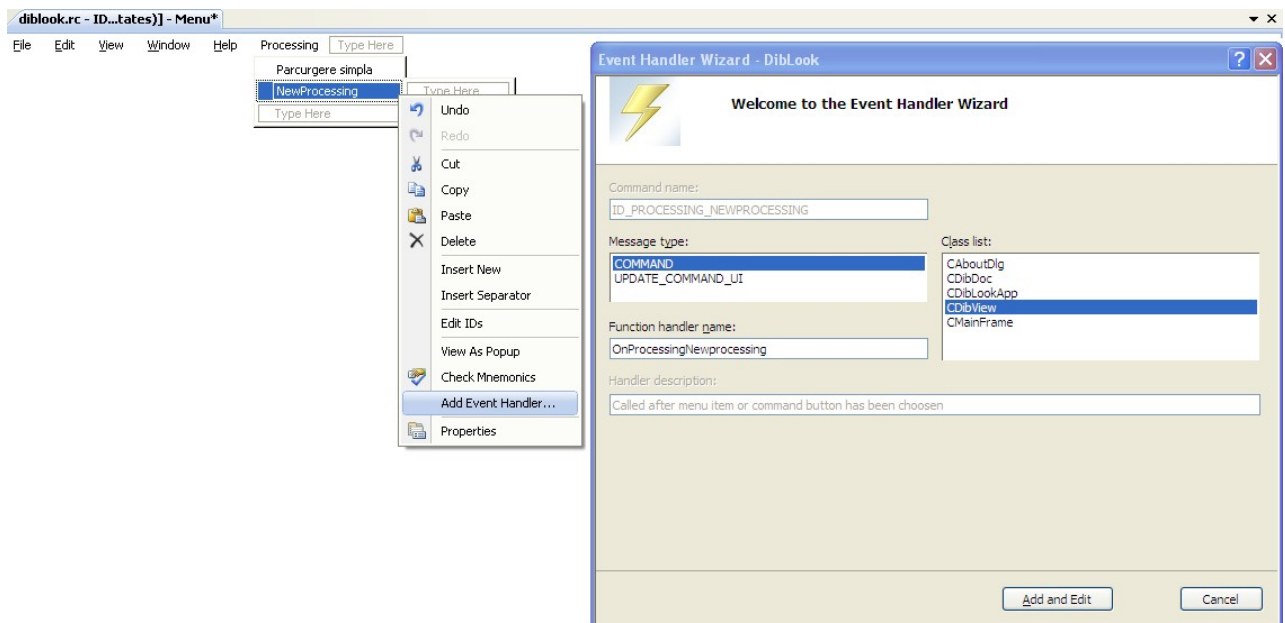 diblook.rc - ID...tates)] - Menu*
File Edit View Window Help Processing Type Here
Parcurgere simpla
NewProcessing Type Here
Type Here
Undo
Redo
Cut
Copy
Paste
Delete
Insert New
Insert Separator
Edit IDs
View As Popup
Check Mnemonics
Add Event Handler...
Properties
Event Handler Wizard - DibLook
Welcome to the Event Handler Wizard
Command name:
ID_PROCESSING_NEWPROCESSING
Message type:
COMMAND
UPDATE_COMMAND_UI
Class list:
CAboutDlg
CDibDoc
CDibLookApp
CDibView
CMainFrame
Function handler name:
OnProcessingNewprocessing
Handler description:
Called after menu item or command button has been choosen
Add and Edit Cancel